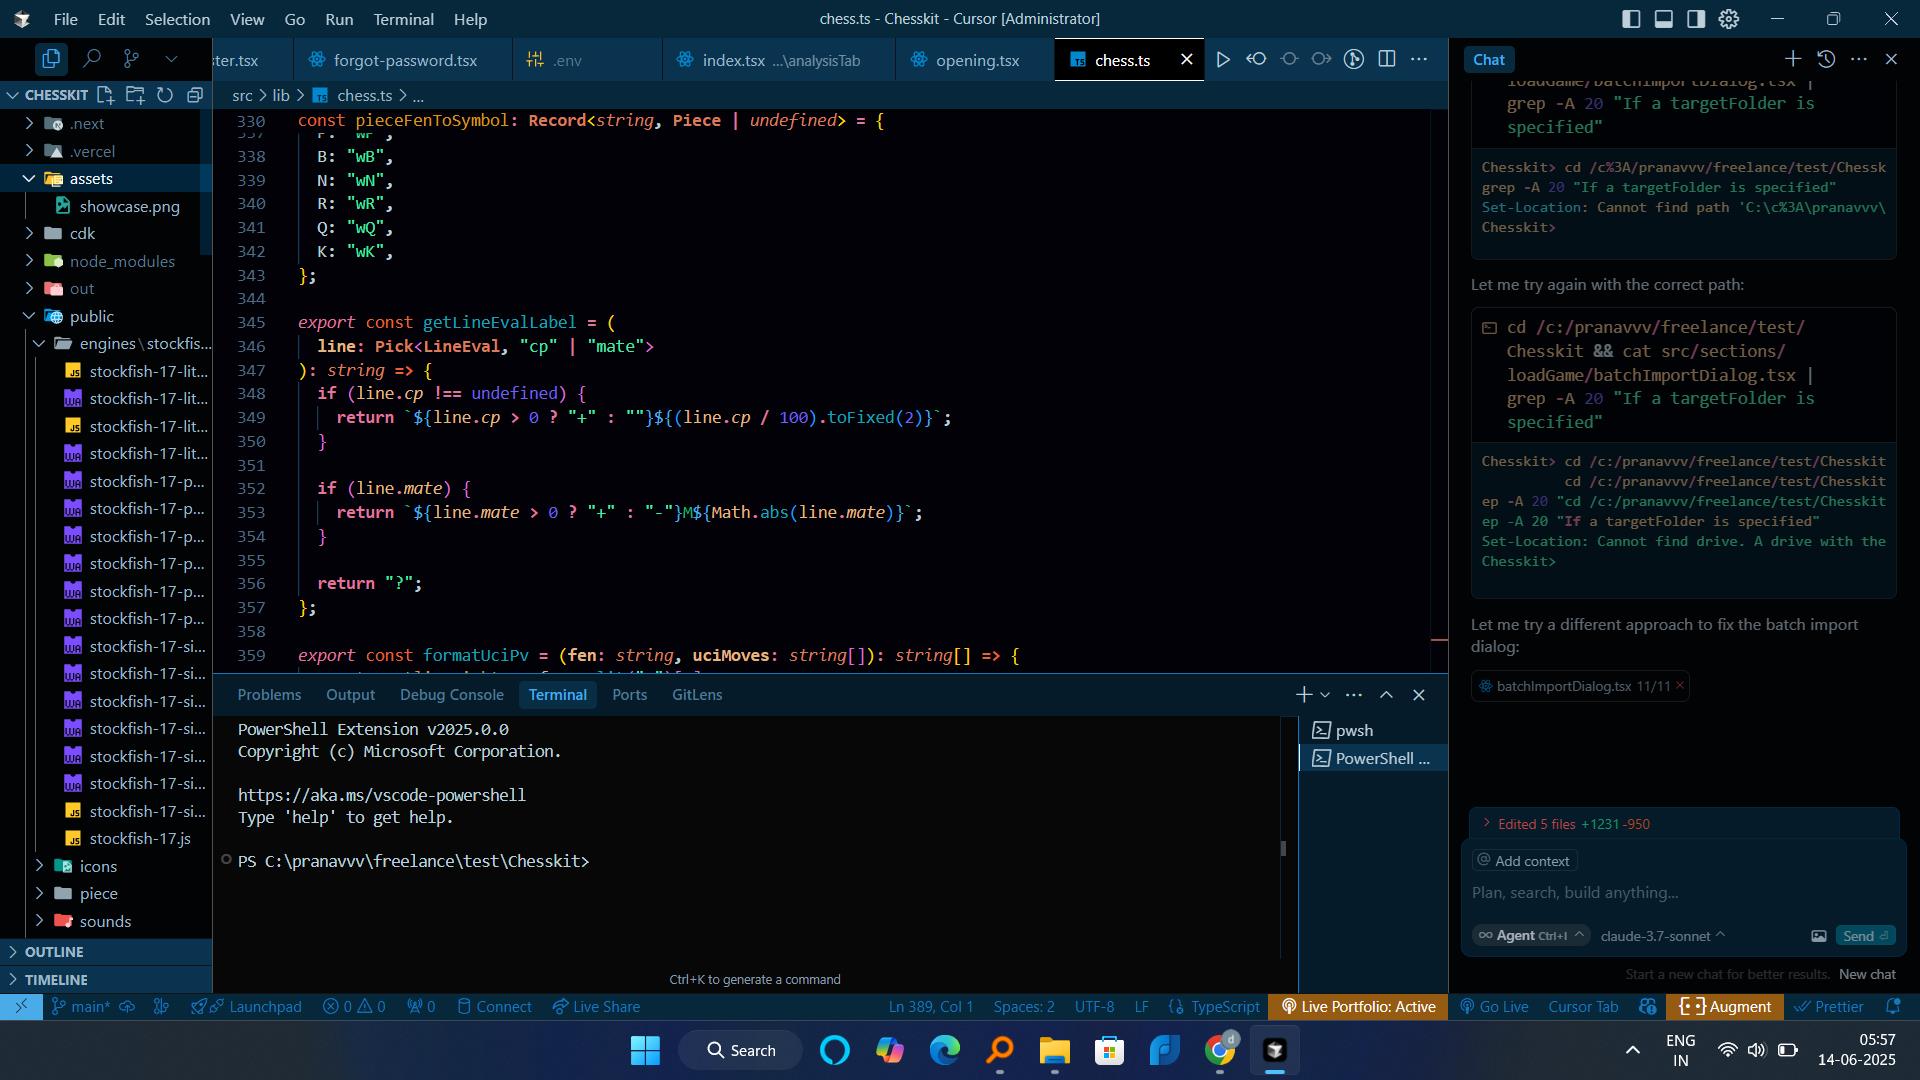 File Edit Selection View Go Run Terminal Help
chess.ts - Chesskit - Cursor [Administrator]
CHESSKIT
.next
.vercel
assets
showcase.png
cdk
node_modules
out
public
engines\stockfis...
stockfish-17-lit...
stockfish-17-lit...
stockfish-17-lit...
stockfish-17-lit...
stockfish-17-p...
stockfish-17-p...
stockfish-17-p...
stockfish-17-p...
stockfish-17-p...
stockfish-17-p...
stockfish-17-si...
stockfish-17-si...
stockfish-17-si...
stockfish-17-si...
stockfish-17-si...
stockfish-17-si...
stockfish-17-si...
stockfish-17.js
icons
piece
sounds
OUTLINE
TIMELINE
ster.tsx
forgot-password.tsx
.env
index.tsx ...\analysisTab
opening.tsx
chess.ts
src > lib > chess.ts > ...
330 const pieceFenToSymbol: Record<string, Piece | undefined> = {
338 B: "wB",
339 N: "wN",
340 R: "wR",
341 Q: "wQ",
342 K: "wK",
343 };
344
345 export const getLineEvalLabel = (
346 line: Pick<LineEval, "cp" | "mate">
347 ): string => {
348 if (line.cp !== undefined) {
349 return `${line.cp > 0 ? "+" : ""}${(line.cp / 100).toFixed(2)}`;
350 }
351
352 if (line.mate) {
353 return `${line.mate > 0 ? "+" : "-"}M${Math.abs(line.mate)}`;
354 }
355
356 return "?";
357 };
358
359 export const formatUciPv = (fen: string, uciMoves: string[]): string[] => {
Problems Output Debug Console Terminal Ports GitLens
PowerShell Extension v2025.0.0
Copyright (c) Microsoft Corporation.
https://aka.ms/vscode-powershell
Type 'help' to get help.
PS C:\pranavvv\freelance\test\Chesskit>
Ctrl+K to generate a command
pwsh
PowerShell ...
Chat
loadGame/batchImportDialog.tsx |
grep -A 20 "If a targetFolder is
specified"
Chesskit> cd /c%3A/pranavvv/freelance/test/Chessk
grep -A 20 "If a targetFolder is specified"
Set-Location: Cannot find path 'C:\c%3A\pranavvv\
Chesskit>
Let me try again with the correct path:
cd /c:/pranavvv/freelance/test/
Chesskit && cat src/sections/
loadGame/batchImportDialog.tsx |
grep -A 20 "If a targetFolder is
specified"
Chesskit> cd /c:/pranavvv/freelance/test/Chesskit
cd /c:/pranavvv/freelance/test/Chesskit
ep -A 20 "cd /c:/pranavvv/freelance/test/Chesskit
ep -A 20 "If a targetFolder is specified"
Set-Location: Cannot find drive. A drive with the
Chesskit>
Let me try a different approach to fix the batch import
dialog:
batchImportDialog.tsx 11/11
Edited 5 files +1231 -950
@ Add context
Plan, search, build anything...
Agent Ctrl+I claude-3.7-sonnet Send
Start a new chat for better results. New chat
main* Launchpad 0 0 0 Connect Live Share
Ln 389, Col 1 Spaces: 2 UTF-8 LF TypeScript Live Portfolio: Active Go Live Cursor Tab Augment Prettier
Search
ENG
IN
05:57
14-06-2025